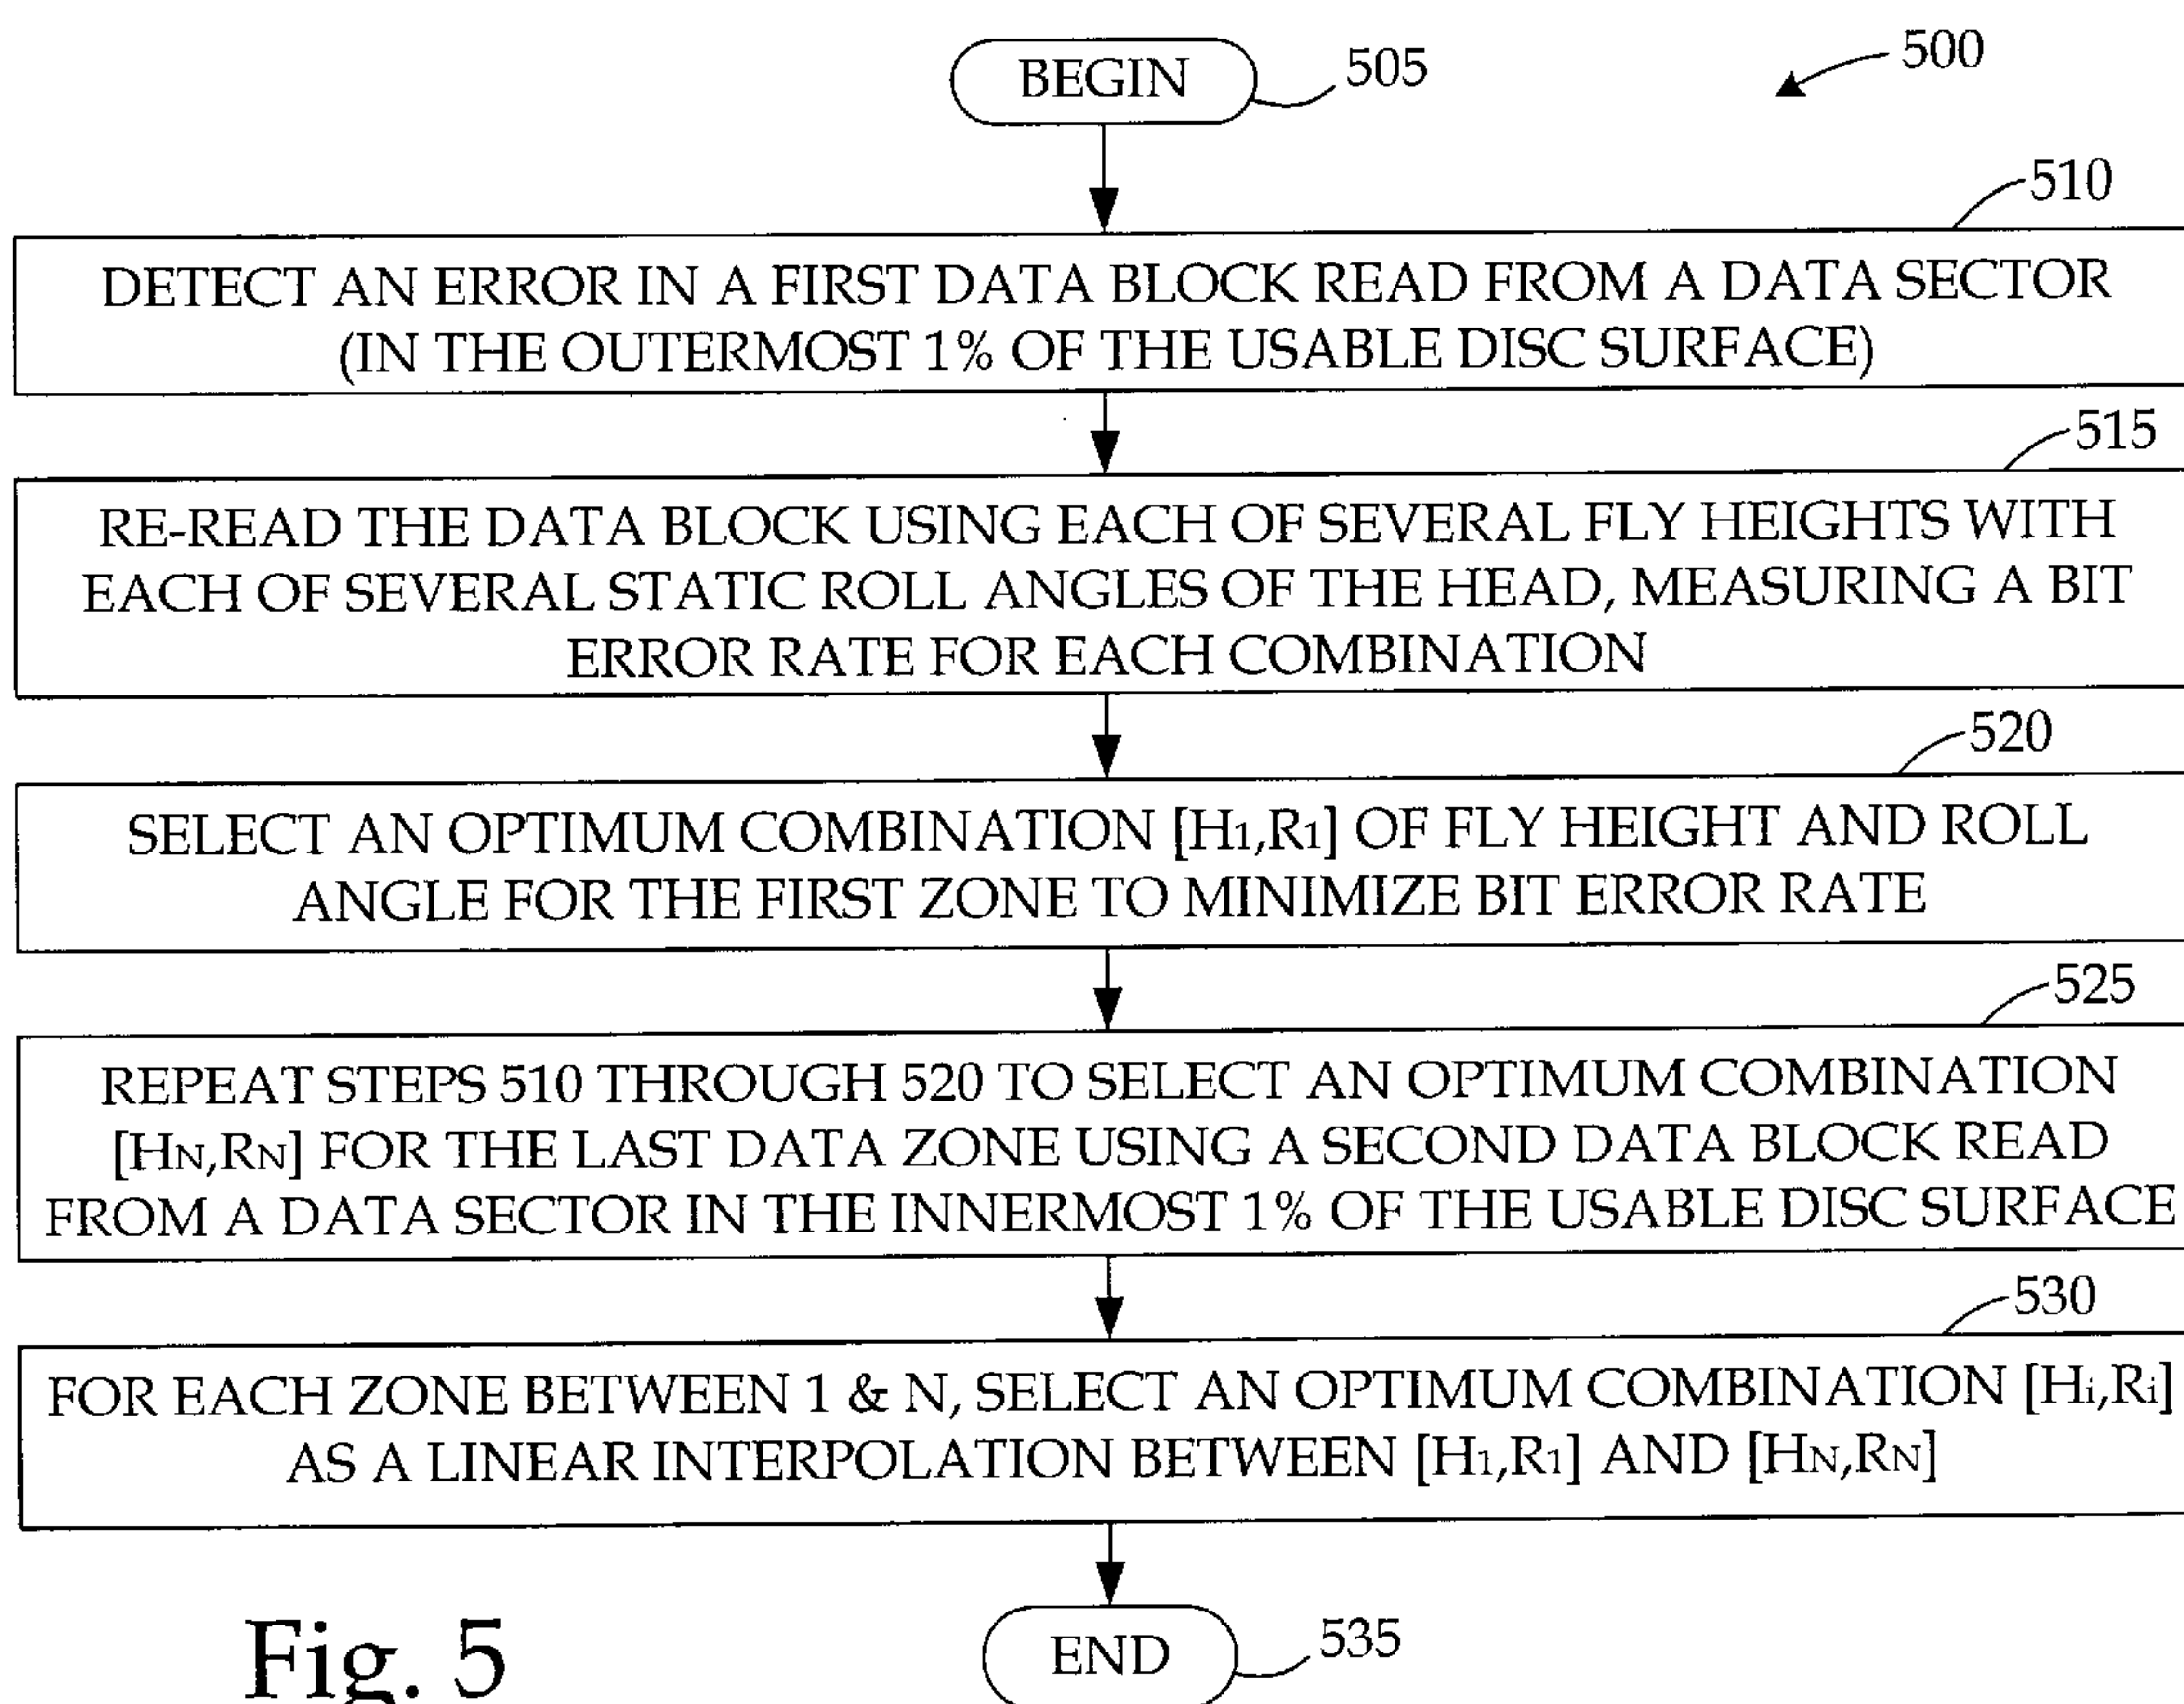 500
BEGIN
505
510
DETECT AN ERROR IN A FIRST DATA BLOCK READ FROM A DATA SECTOR
(IN THE OUTERMOST 1% OF THE USABLE DISC SURFACE)
515
RE-READ THE DATA BLOCK USING EACH OF SEVERAL FLY HEIGHTS WITH
EACH OF SEVERAL STATIC ROLL ANGLES OF THE HEAD, MEASURING A BIT
ERROR RATE FOR EACH COMBINATION
520
SELECT AN OPTIMUM COMBINATION [H1,R1] OF FLY HEIGHT AND ROLL
ANGLE FOR THE FIRST ZONE TO MINIMIZE BIT ERROR RATE
525
REPEAT STEPS 510 THROUGH 520 TO SELECT AN OPTIMUM COMBINATION
[HN,RN] FOR THE LAST DATA ZONE USING A SECOND DATA BLOCK READ
FROM A DATA SECTOR IN THE INNERMOST 1% OF THE USABLE DISC SURFACE
530
FOR EACH ZONE BETWEEN 1 & N, SELECT AN OPTIMUM COMBINATION [Hi,Ri]
AS A LINEAR INTERPOLATION BETWEEN [H1,R1] AND [HN,RN]
END
535
Fig. 5